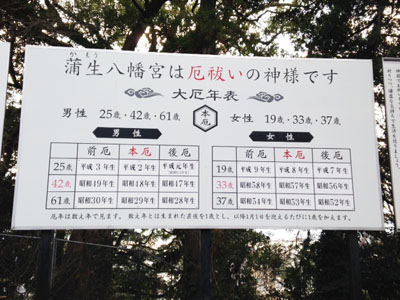 かもう
蒲生八幡宮は厄祓いの神様です
大厄年表
男性 25歳・42歳・61歳 本厄 女性 19歳・33歳・37歳
男性 女性
前厄 本厄 後厄 前厄 本厄 後厄
25歳 平成3年生 平成2年生 平成元年生 19歳 平成9年生 平成8年生 平成7年生
42歳 昭和49年生 昭和48年生 昭和47年生 33歳 昭和58年生 昭和57年生 昭和56年生
61歳 昭和30年生 昭和29年生 昭和28年生 37歳 昭和54年生 昭和53年生 昭和52年生
厄年は数え年で見ます。 数え年とは生まれた歳を1歳とし、以降1月1日を迎えるたびに1歳を加えます。